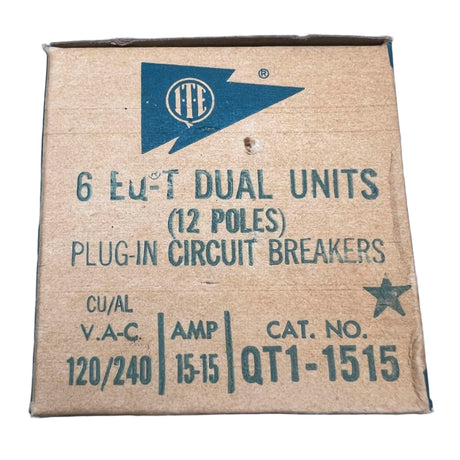 I-T-E ®
6 EQ-T® DUAL UNITS
(12 POLES)
PLUG-IN CIRCUIT BREAKERS
CU/AL
V.A-C. AMP CAT. NO.
120/240 15-15 QT1-1515